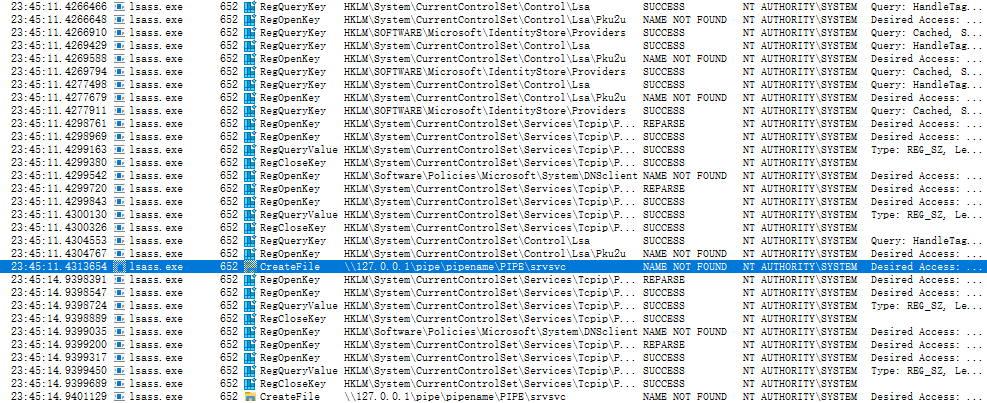 23:45:11.4266466 lsass.exe 652 RegQueryKey HKLM\System\CurrentControlSet\Control\Lsa SUCCESS NT AUTHORITY\SYSTEM Query: HandleTag...
23:45:11.4266910 lsass.exe 652 RegOpenKey HKLM\System\CurrentControlSet\Control\Lsa\Pku2u NAME NOT FOUND NT AUTHORITY\SYSTEM Desired Access: ...
23:45:11.4266910 lsass.exe 652 RegQueryKey HKLM\SOFTWARE\Microsoft\IdentityStore\Providers SUCCESS NT AUTHORITY\SYSTEM Query: Cached, S...
23:45:11.4269429 lsass.exe 652 RegQueryKey HKLM\System\CurrentControlSet\Control\Lsa SUCCESS NT AUTHORITY\SYSTEM Query: HandleTag...
23:45:11.4269588 lsass.exe 652 RegOpenKey HKLM\System\CurrentControlSet\Control\Lsa\Pku2u NAME NOT FOUND NT AUTHORITY\SYSTEM Desired Access: ...
23:45:11.4269794 lsass.exe 652 RegQueryKey HKLM\SOFTWARE\Microsoft\IdentityStore\Providers SUCCESS NT AUTHORITY\SYSTEM Query: Cached, S...
23:45:11.4277498 lsass.exe 652 RegQueryKey HKLM\System\CurrentControlSet\Control\Lsa SUCCESS NT AUTHORITY\SYSTEM Query: HandleTag...
23:45:11.4277679 lsass.exe 652 RegOpenKey HKLM\System\CurrentControlSet\Control\Lsa\Pku2u NAME NOT FOUND NT AUTHORITY\SYSTEM Desired Access: ...
23:45:11.4277911 lsass.exe 652 RegQueryKey HKLM\SOFTWARE\Microsoft\IdentityStore\Providers SUCCESS NT AUTHORITY\SYSTEM Query: Cached, S...
23:45:11.4298761 lsass.exe 652 RegOpenKey HKLM\System\CurrentControlSet\Services\Tcpip\P... REPARSE NT AUTHORITY\SYSTEM Desired Access: ...
23:45:11.4298969 lsass.exe 652 RegOpenKey HKLM\System\CurrentControlSet\Services\Tcpip\P... SUCCESS NT AUTHORITY\SYSTEM Desired Access: ...
23:45:11.4299163 lsass.exe 652 RegQueryValue HKLM\System\CurrentControlSet\Services\Tcpip\P... SUCCESS NT AUTHORITY\SYSTEM Type: REG_SZ, Le...
23:45:11.4299380 lsass.exe 652 RegCloseKey HKLM\System\CurrentControlSet\Services\Tcpip\P... SUCCESS NT AUTHORITY\SYSTEM
23:45:11.4299542 lsass.exe 652 RegOpenKey HKLM\Software\Policies\Microsoft\System\DNSclient NAME NOT FOUND NT AUTHORITY\SYSTEM Desired Access: ...
23:45:11.4299720 lsass.exe 652 RegOpenKey HKLM\System\CurrentControlSet\Services\Tcpip\P... REPARSE NT AUTHORITY\SYSTEM Desired Access: ...
23:45:11.4299843 lsass.exe 652 RegOpenKey HKLM\System\CurrentControlSet\Services\Tcpip\P... SUCCESS NT AUTHORITY\SYSTEM Desired Access: ...
23:45:11.4300130 lsass.exe 652 RegQueryValue HKLM\System\CurrentControlSet\Services\Tcpip\P... SUCCESS NT AUTHORITY\SYSTEM Type: REG_SZ, Le...
23:45:11.4300326 lsass.exe 652 RegCloseKey HKLM\System\CurrentControlSet\Services\Tcpip\P... SUCCESS NT AUTHORITY\SYSTEM
23:45:11.4304553 lsass.exe 652 RegQueryKey HKLM\System\CurrentControlSet\Control\Lsa SUCCESS NT AUTHORITY\SYSTEM Query: HandleTag...
23:45:11.4304767 lsass.exe 652 RegOpenKey HKLM\System\CurrentControlSet\Control\Lsa\Pku2u NAME NOT FOUND NT AUTHORITY\SYSTEM Desired Access: ...
23:45:11.4313654 lsass.exe 652 CreateFile \\127.0.0.1\pipe\pipename\PIPE\srvsvc NAME NOT FOUND NT AUTHORITY\SYSTEM Desired Access: ...
23:45:14.9398391 lsass.exe 652 RegOpenKey HKLM\System\CurrentControlSet\Services\Tcpip\P... REPARSE NT AUTHORITY\SYSTEM Desired Access: ...
23:45:14.9398547 lsass.exe 652 RegOpenKey HKLM\System\CurrentControlSet\Services\Tcpip\P... SUCCESS NT AUTHORITY\SYSTEM Desired Access: ...
23:45:14.9398724 lsass.exe 652 RegQueryValue HKLM\System\CurrentControlSet\Services\Tcpip\P... SUCCESS NT AUTHORITY\SYSTEM Type: REG_SZ, Le...
23:45:14.9398889 lsass.exe 652 RegCloseKey HKLM\System\CurrentControlSet\Services\Tcpip\P... SUCCESS NT AUTHORITY\SYSTEM
23:45:14.9399035 lsass.exe 652 RegOpenKey HKLM\Software\Policies\Microsoft\System\DNSclient NAME NOT FOUND NT AUTHORITY\SYSTEM Desired Access: ...
23:45:14.9399200 lsass.exe 652 RegOpenKey HKLM\System\CurrentControlSet\Services\Tcpip\P... REPARSE NT AUTHORITY\SYSTEM Desired Access: ...
23:45:14.9399317 lsass.exe 652 RegOpenKey HKLM\System\CurrentControlSet\Services\Tcpip\P... SUCCESS NT AUTHORITY\SYSTEM Desired Access: ...
23:45:14.9399450 lsass.exe 652 RegQueryValue HKLM\System\CurrentControlSet\Services\Tcpip\P... SUCCESS NT AUTHORITY\SYSTEM Type: REG_SZ, Le...
23:45:14.9399689 lsass.exe 652 RegCloseKey HKLM\System\CurrentControlSet\Services\Tcpip\P... SUCCESS NT AUTHORITY\SYSTEM
23:45:14.9401129 lsass.exe 652 CreateFile \\127.0.0.1\pipe\pipename\PIPE\srvsvc NAME NOT FOUND NT AUTHORITY\SYSTEM Desired Access: ...